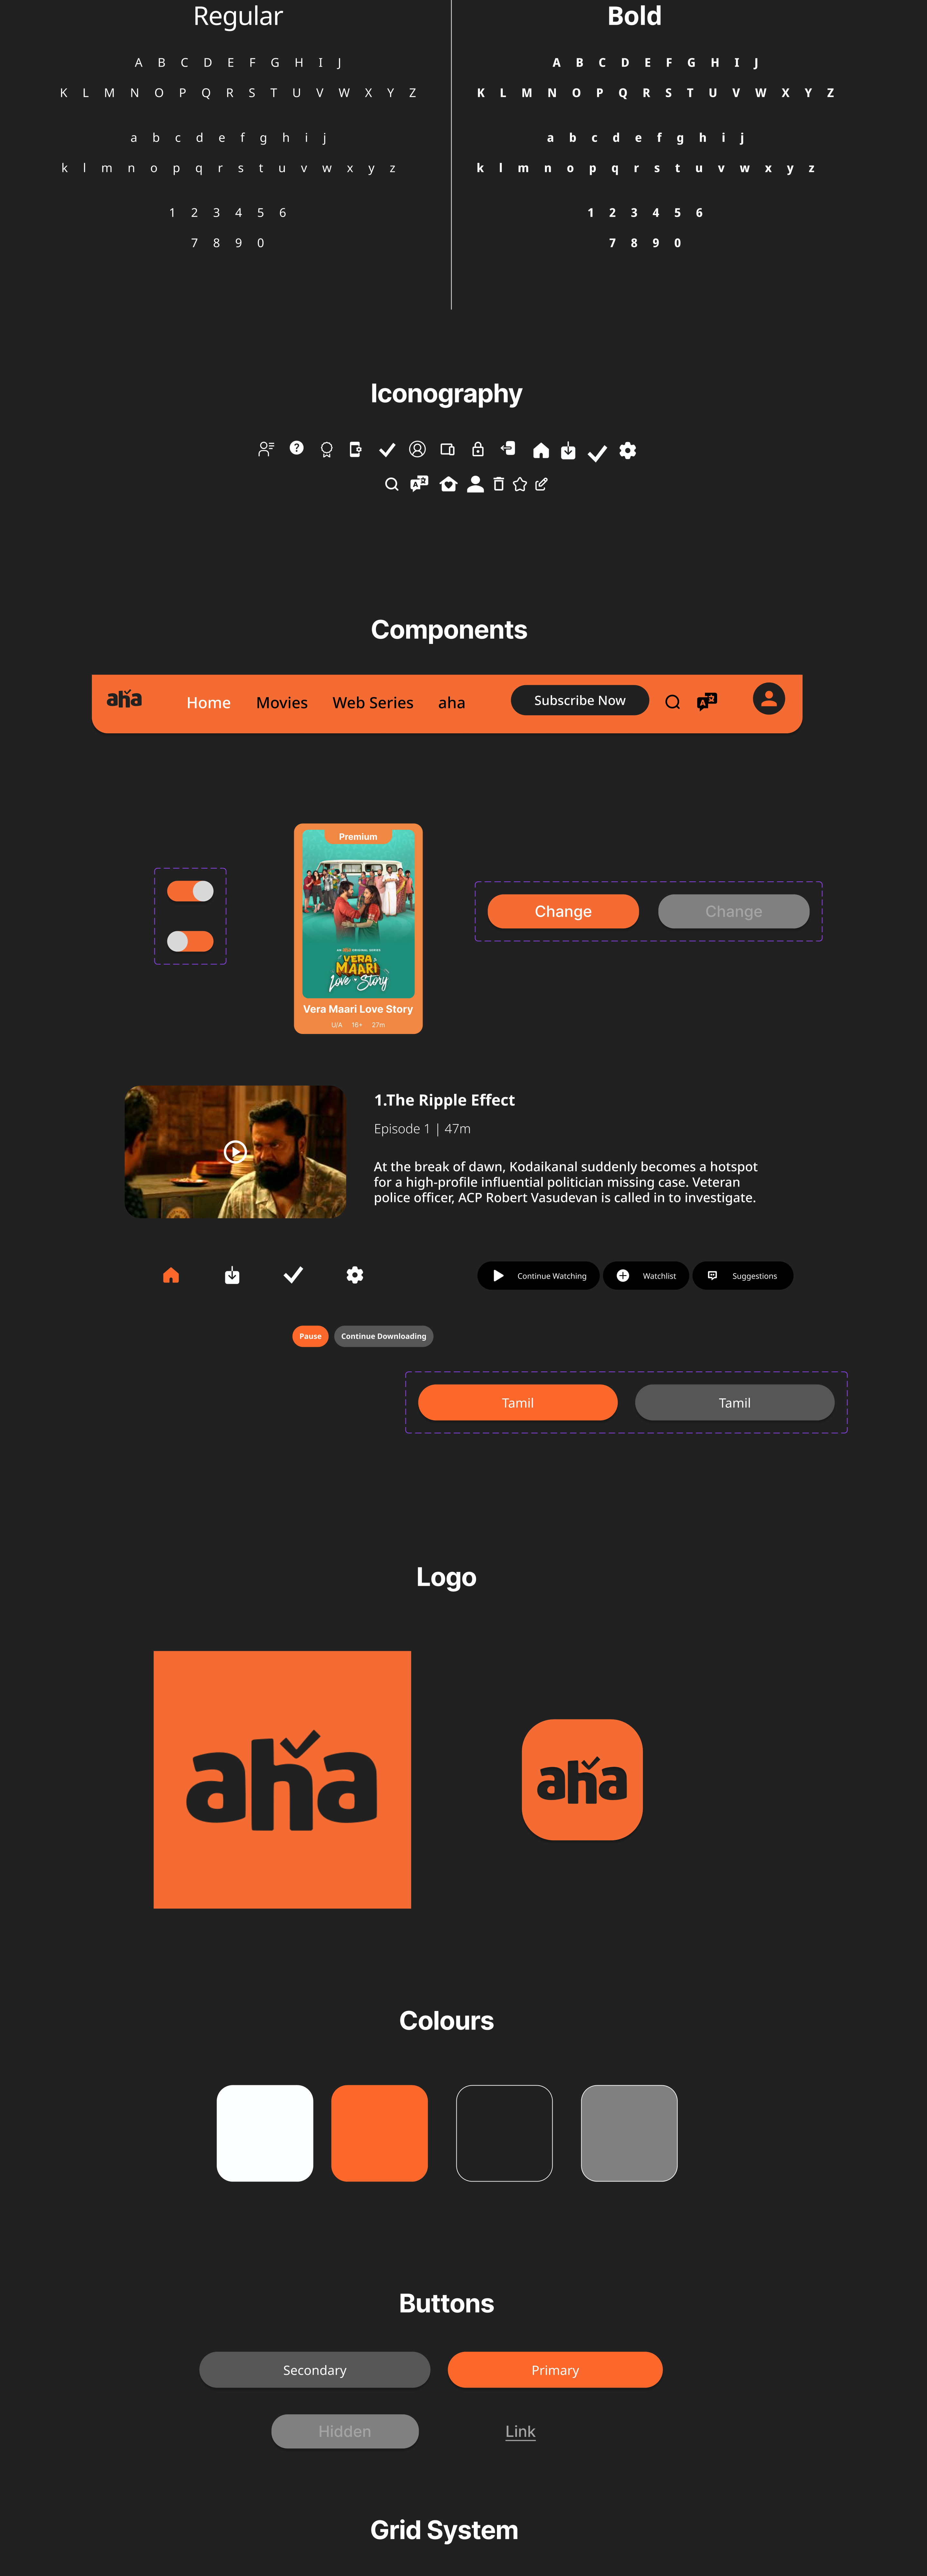 Regular
A B C D E F G H I J
K L M N O P Q R S T U V W X Y Z
a b c d e f g h i j
k l m n o p q r s t u v w x y z
1 2 3 4 5 6
7 8 9 0
Bold
A B C D E F G H I J
K L M N O P Q R S T U V W X Y Z
a b c d e f g h i j
k l m n o p q r s t u v w x y z
1 2 3 4 5 6
7 8 9 0
Iconography
Components
aha
Home Movies Web Series aha Subscribe Now
Premium
AN aha ORIGINAL SERIES
VERA
MAARI
Love Story
Vera Maari Love Story
U/A 16+ 27m
Change
Change
1.The Ripple Effect
Episode 1 | 47m
At the break of dawn, Kodaikanal suddenly becomes a hotspot
for a high-profile influential politician missing case. Veteran
police officer, ACP Robert Vasudevan is called in to investigate.
Continue Watching
Watchlist
Suggestions
Pause
Continue Downloading
Tamil
Tamil
Logo
aha
aha
Colours
Buttons
Secondary
Primary
Hidden
Link
Grid System